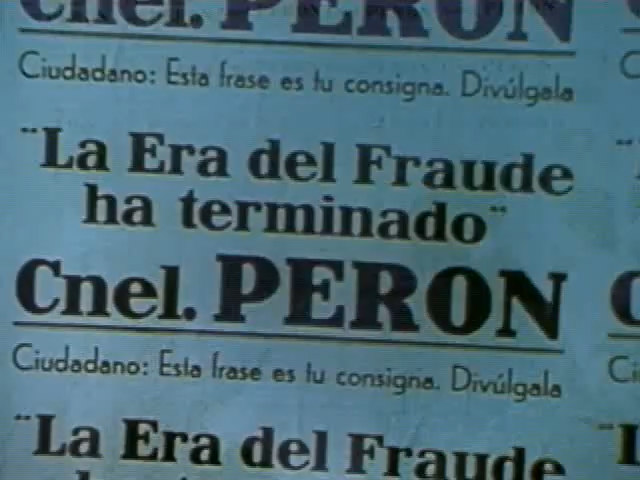 Cnel. PERON
Ciudadano: Esta frase es tu consigna. Divúlgala
"La Era del Fraude
ha terminado"
Cnel. PERON
Ciudadano: Esta frase es tu consigna. Divúlgala
"La Era del Fraude